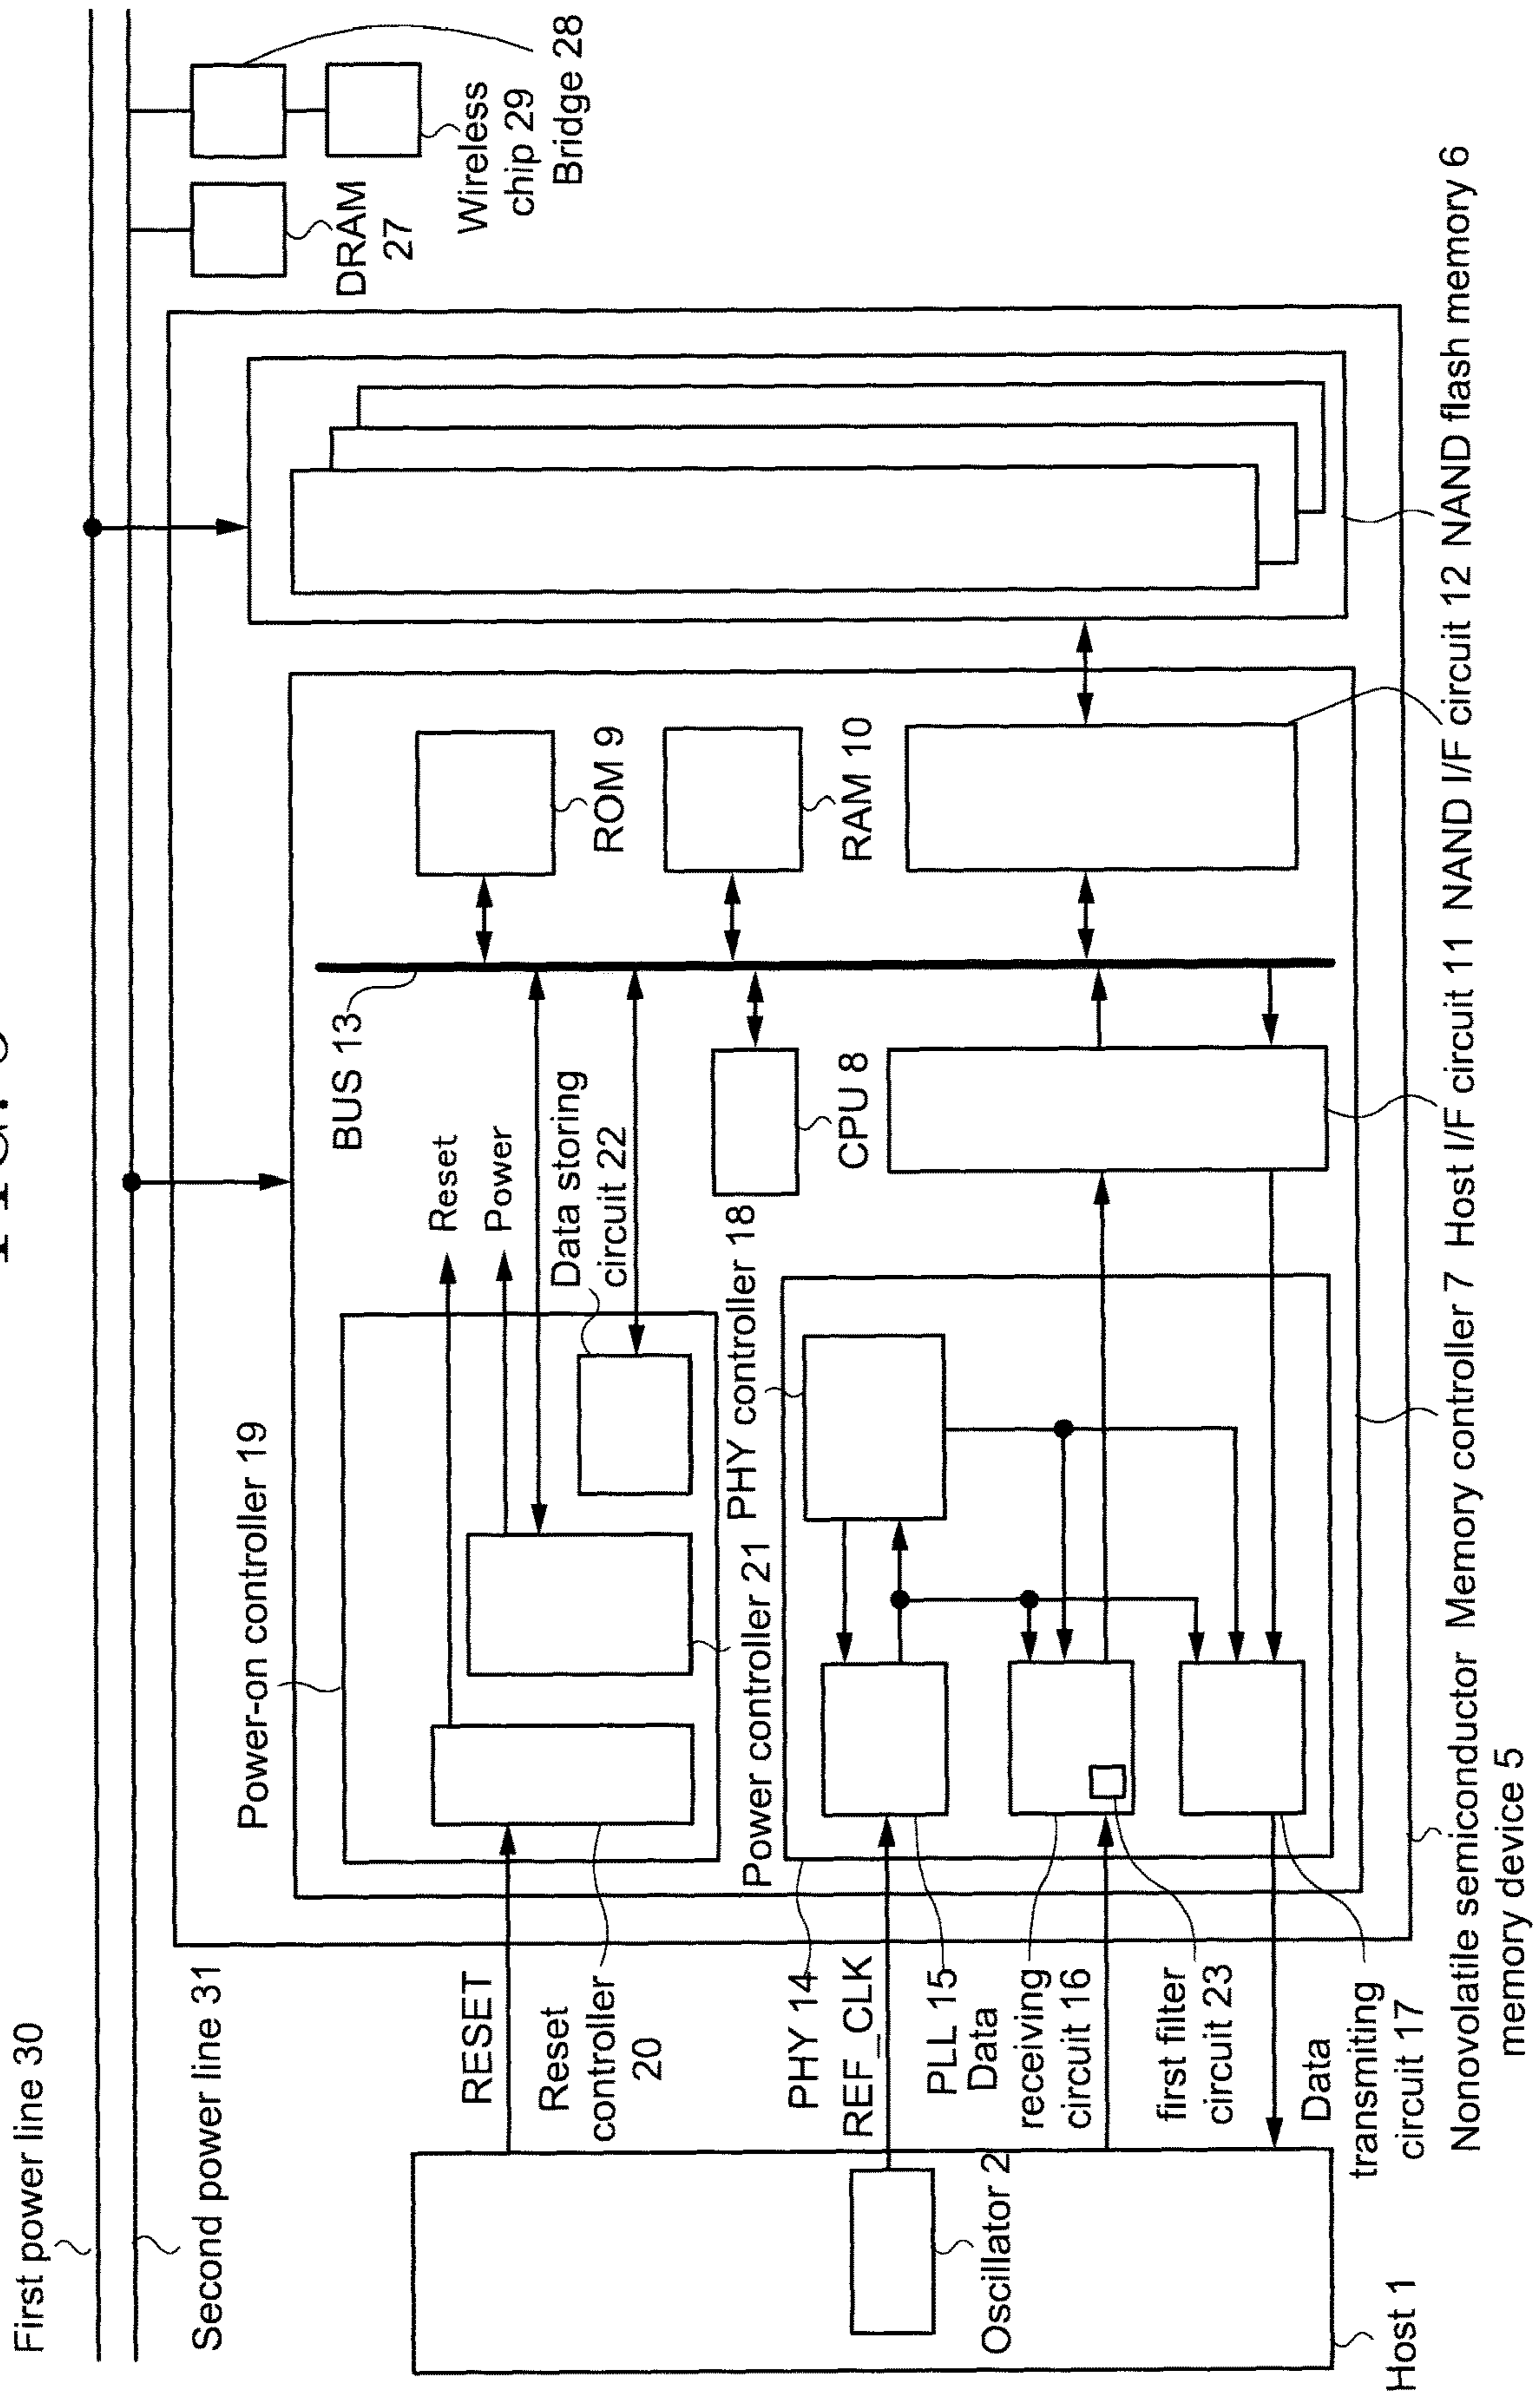 First power line 30
Second power line 31
Host 1
Oscillator 2
RESET
Reset
controller
20
PHY 14
REF_CLK
PLL 15
Data
receiving
circuit 16
first filter
circuit 23
Data
transmiting
circuit 17
Power-on controller 19
Power controller 21
PHY controller 18
Data storing
circuit 22
Reset
Power
BUS 13
CPU 8
ROM 9
RAM 10
DRAM
27
Wireless
chip 29
Bridge 28
Nonovolatile semiconductor
memory device 5
Memory controller 7
Host I/F circuit 11
NAND I/F circuit 12
NAND flash memory 6